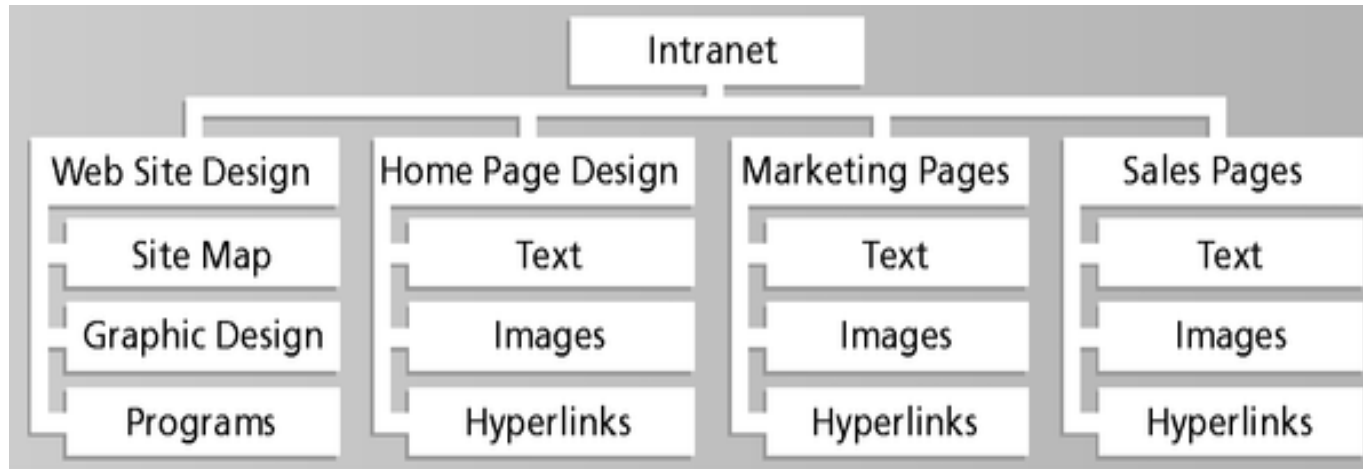 Intranet
Web Site Design
Home Page Design
Marketing Pages
Sales Pages
Site Map
Text
Text
Text
Graphic Design
Images
Images
Images
Programs
Hyperlinks
Hyperlinks
Hyperlinks